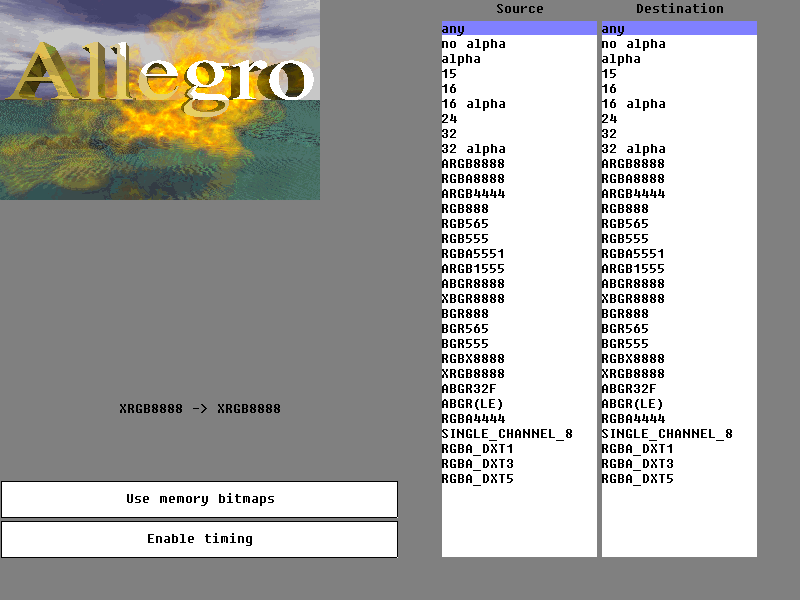 Allegro
XRGB8888 -> XRGB8888
Use memory bitmaps
Enable timing
Source
any
no alpha
alpha
15
16
16 alpha
24
32
32 alpha
ARGB8888
RGBA8888
ARGB4444
RGB888
RGB565
RGB555
RGBA5551
ARGB1555
ABGR8888
XBGR8888
BGR888
BGR565
BGR555
RGBX8888
XRGB8888
ABGR32F
ABGR(LE)
RGBA4444
SINGLE_CHANNEL_8
RGBA_DXT1
RGBA_DXT3
RGBA_DXT5
Destination
any
no alpha
alpha
15
16
16 alpha
24
32
32 alpha
ARGB8888
RGBA8888
ARGB4444
RGB888
RGB565
RGB555
RGBA5551
ARGB1555
ABGR8888
XBGR8888
BGR888
BGR565
BGR555
RGBX8888
XRGB8888
ABGR32F
ABGR(LE)
RGBA4444
SINGLE_CHANNEL_8
RGBA_DXT1
RGBA_DXT3
RGBA_DXT5